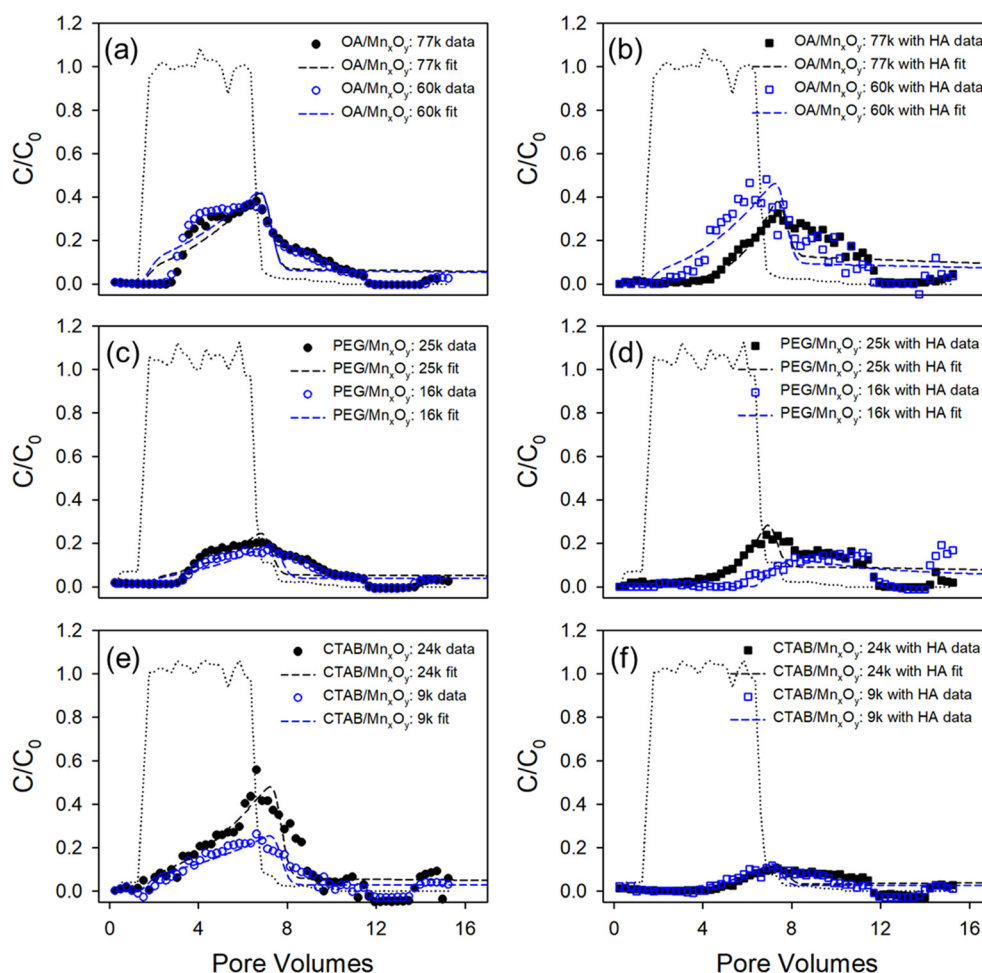 (a)
OA/MnxOy: 77k data
OA/MnxOy: 77k fit
OA/MnxOy: 60k data
OA/MnxOy: 60k fit
C/C0
1.2
1.0
0.8
0.6
0.4
0.2
0.0
(b)
OA/MnxOy: 77k with HA data
OA/MnxOy: 77k with HA fit
OA/MnxOy: 60k with HA data
OA/MnxOy: 60k with HA fit
C/C0
1.2
1.0
0.8
0.6
0.4
0.2
0.0
(c)
PEG/MnxOy: 25k data
PEG/MnxOy: 25k fit
PEG/MnxOy: 16k data
PEG/MnxOy: 16k fit
C/C0
1.2
1.0
0.8
0.6
0.4
0.2
0.0
(d)
PEG/MnxOy: 25k with HA data
PEG/MnxOy: 25k with HA fit
PEG/MnxOy: 16k with HA data
PEG/MnxOy: 16k with HA fit
C/C0
1.2
1.0
0.8
0.6
0.4
0.2
0.0
(e)
CTAB/MnxOy: 24k data
CTAB/MnxOy: 24k fit
CTAB/MnxOy: 9k data
CTAB/MnxOy: 9k fit
C/C0
1.2
1.0
0.8
0.6
0.4
0.2
0.0
0 4 8 12 16
Pore Volumes
(f)
CTAB/MnxOy: 24k with HA data
CTAB/MnxOy: 24k with HA fit
CTAB/MnxOy: 9k with HA data
CTAB/MnxOy: 9k with HA fit
C/C0
1.2
1.0
0.8
0.6
0.4
0.2
0.0
0 4 8 12 16
Pore Volumes